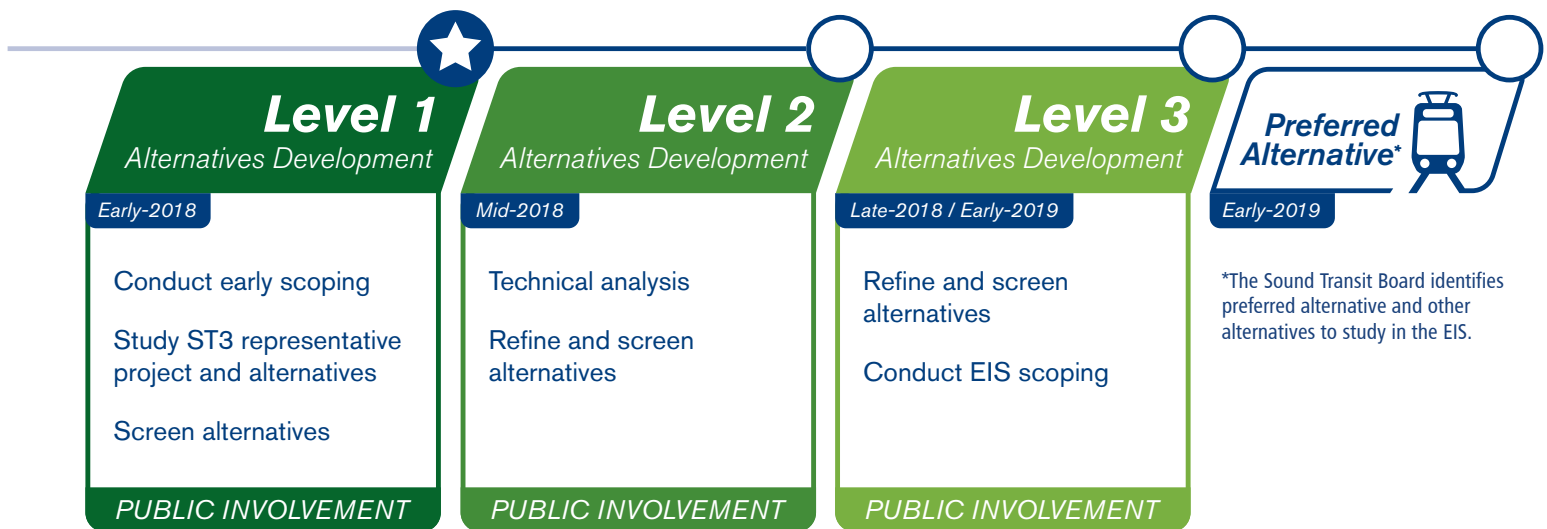 Level 1
Alternatives Development
Early-2018
Conduct early scoping
Study ST3 representative
project and alternatives
Screen alternatives
PUBLIC INVOLVEMENT
Level 2
Alternatives Development
Mid-2018
Technical analysis
Refine and screen
alternatives
PUBLIC INVOLVEMENT
Level 3
Alternatives Development
Late-2018 / Early-2019
Refine and screen
alternatives
Conduct EIS scoping
PUBLIC INVOLVEMENT
Preferred
Alternative*
Early-2019
*The Sound Transit Board identifies
preferred alternative and other
alternatives to study in the EIS.